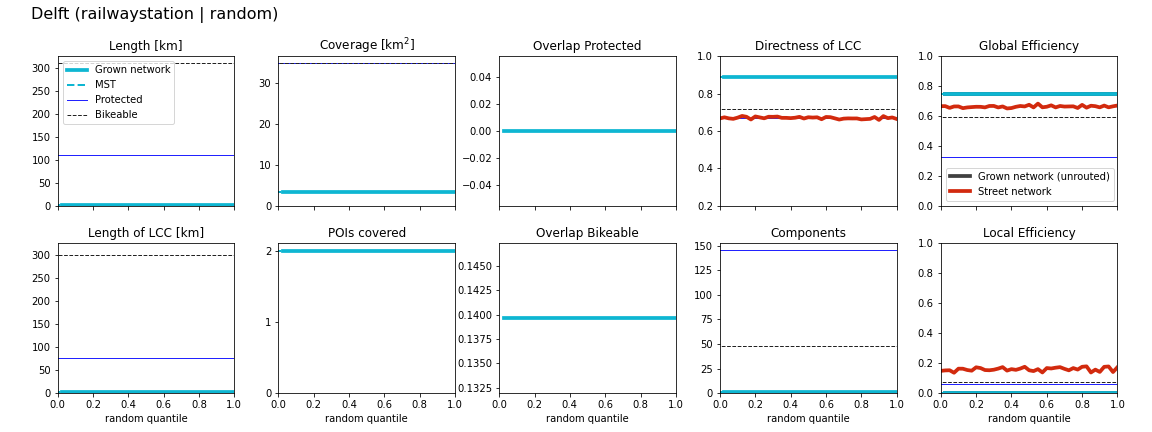 Delft (railwaystation | random)
Length [km]
300
250
200
150
100
50
0
Grown network
MST
Protected
Bikeable
Coverage [km²]
30
20
10
0
Overlap Protected
0.04
0.02
0.00
−0.02
−0.04
Directness of LCC
1.0
0.8
0.6
0.4
0.2
Global Efficiency
1.0
0.8
0.6
0.4
0.2
0.0
Grown network (unrouted)
Street network
Length of LCC [km]
300
250
200
150
100
50
0
0.0 0.2 0.4 0.6 0.8 1.0
random quantile
POIs covered
2
1
0
0.0 0.2 0.4 0.6 0.8 1.0
random quantile
Overlap Bikeable
0.1450
0.1425
0.1400
0.1375
0.1350
0.1325
0.0 0.2 0.4 0.6 0.8 1.0
random quantile
Components
150
125
100
75
50
25
0
0.0 0.2 0.4 0.6 0.8 1.0
random quantile
Local Efficiency
1.0
0.8
0.6
0.4
0.2
0.0
0.0 0.2 0.4 0.6 0.8 1.0
random quantile